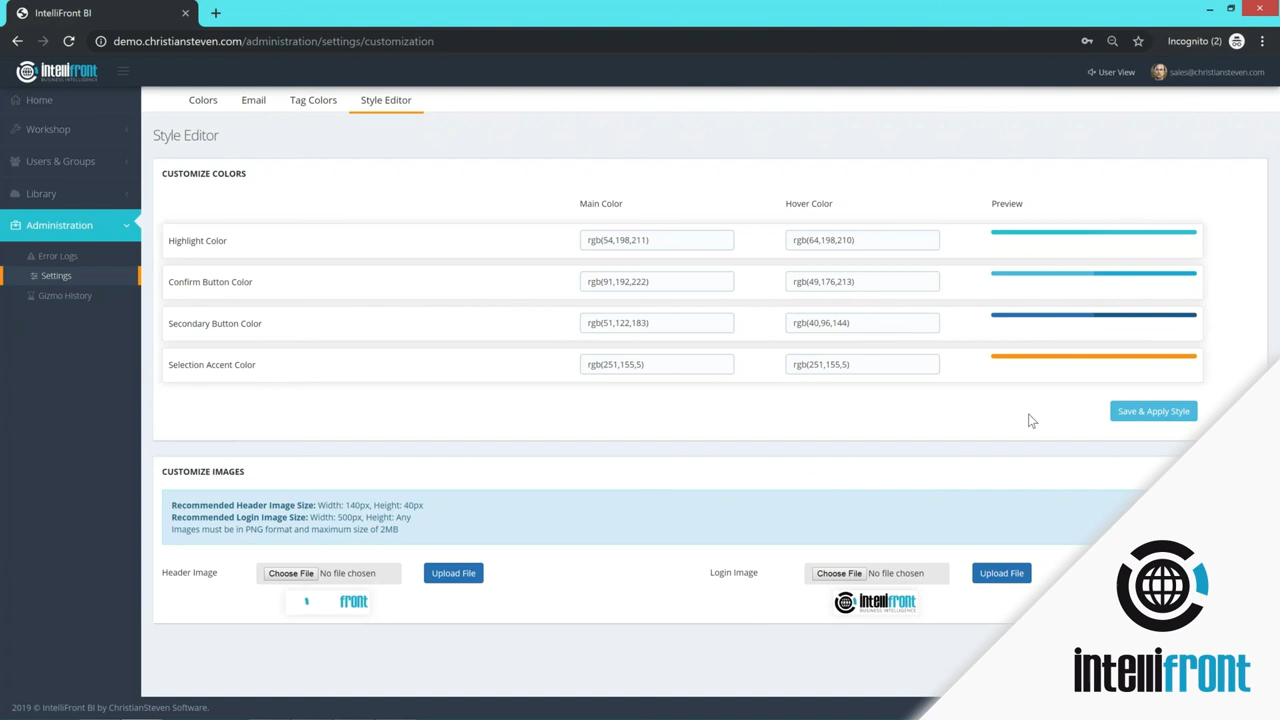 IntelliFront BI
demo.christiansteven.com/administration/settings/customization
Incognito (2)
intellifront
BUSINESS INTELLIGENCE
User View
sales@christiansteven.com
Home
Workshop
Users & Groups
Library
Administration
Error Logs
Settings
Gizmo History
Colors Email Tag Colors Style Editor
Style Editor
CUSTOMIZE COLORS
Main Color Hover Color Preview
Highlight Color rgb(54,198,211) rgb(64,198,210)
Confirm Button Color rgb(91,192,222) rgb(49,176,213)
Secondary Button Color rgb(51,122,183) rgb(40,96,144)
Selection Accent Color rgb(251,155,5) rgb(251,155,5)
Save & Apply Style
CUSTOMIZE IMAGES
Recommended Header Image Size: Width: 140px, Height: 40px
Recommended Login Image Size: Width: 500px, Height: Any
Images must be in PNG format and maximum size of 2MB
Header Image Choose File No file chosen Upload File Login Image Choose File No file chosen Upload File
front intellifront
BUSINESS INTELLIGENCE
intellifront
2019 © IntelliFront BI by ChristianSteven Software.